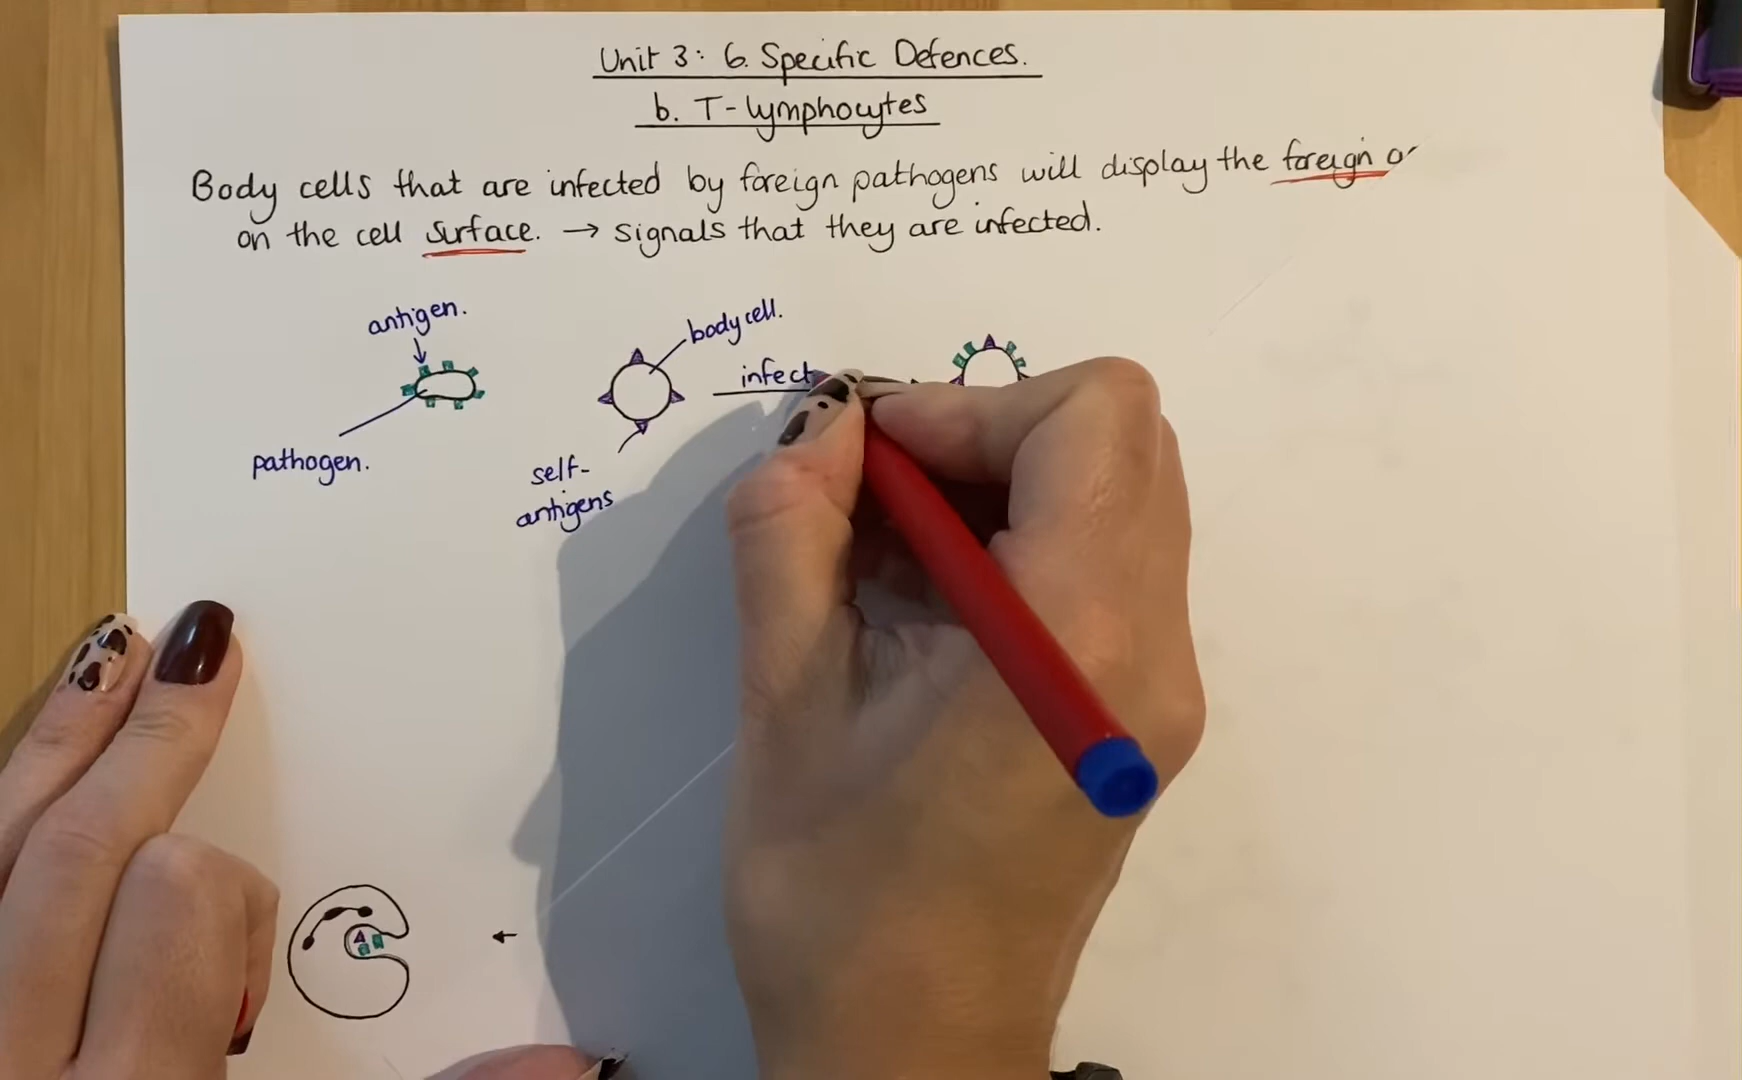 Unit 3: 6. Specific Defences.
b. T-lymphocytes
Body cells that are infected by foreign pathogens will display the foreign
on the cell surface. → signals that they are infected.
antigen.
body cell.
infect
pathogen.
self-
antigens